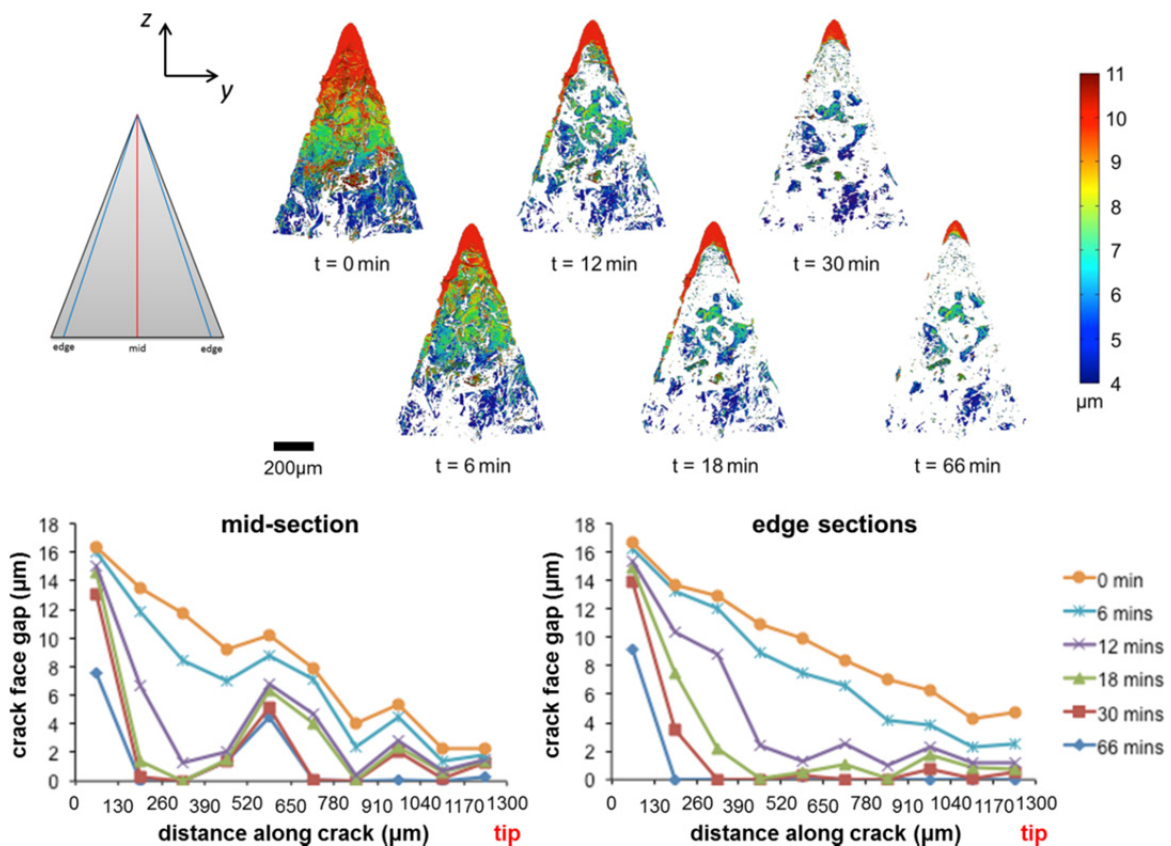 z
y
edge mid edge
t = 0 min
t = 12 min
t = 30 min
t = 6 min
t = 18 min
t = 66 min
200µm
11
10
9
8
7
6
5
4
µm
mid-section
crack face gap (µm)
18
16
14
12
10
8
6
4
2
0
0 130 260 390 520 650 780 910 1040 1170 1300
distance along crack (µm) tip
edge sections
crack face gap (µm)
18
16
14
12
10
8
6
4
2
0
0 130 260 390 520 650 780 910 1040 1170 1300
distance along crack (µm) tip
0 min
6 mins
12 mins
18 mins
30 mins
66 mins